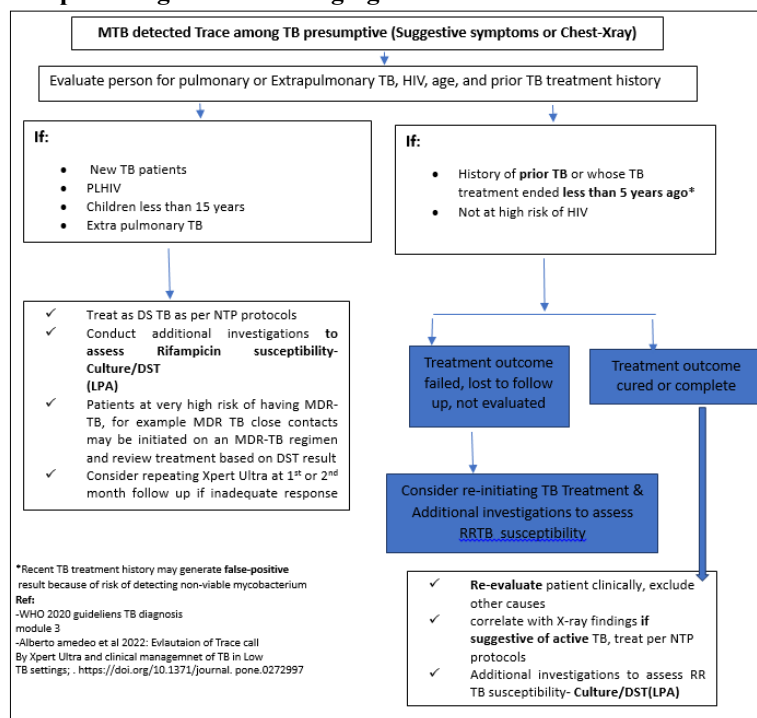 MTB detected Trace among TB presumptive (Suggestive symptoms or Chest-Xray)
Evaluate person for pulmonary or Extrapulmonary TB, HIV, age, and prior TB treatment history
If:
• New TB patients
• PLHIV
• Children less than 15 years
• Extra pulmonary TB
If:
• History of prior TB or whose TB
treatment ended less than 5 years ago*
• Not at high risk of HIV
✓ Treat as DS TB as per NTP protocols
✓ Conduct additional investigations to
assess Rifampicin susceptibility-
Culture/DST
(LPA)
✓ Patients at very high risk of having MDR-
TB, for example MDR TB close contacts
may be initiated on an MDR-TB regimen
and review treatment based on DST result
✓ Consider repeating Xpert Ultra at 1st or 2nd
month follow up if inadequate response
Treatment outcome
failed, lost to follow
up, not evaluated
Treatment outcome
cured or complete
Consider re-initiating TB Treatment &
Additional investigations to assess
RRTB susceptibility
✓ Re-evaluate patient clinically, exclude
other causes
✓ correlate with X-ray findings if
suggestive of active TB, treat per NTP
protocols
✓ Additional investigations to assess RR
TB susceptibility- Culture/DST(LPA)
*Recent TB treatment history may generate false-positive
result because of risk of detecting non-viable mycobacterium
Ref:
-WHO 2020 guideliens TB diagnosis
module 3
-Alberto amedeo et al 2022: Evlautaion of Trace call
By Xpert Ultra and clinical managemnet of TB in Low
TB settings; . https://doi.org/10.1371/journal. pone.0272997